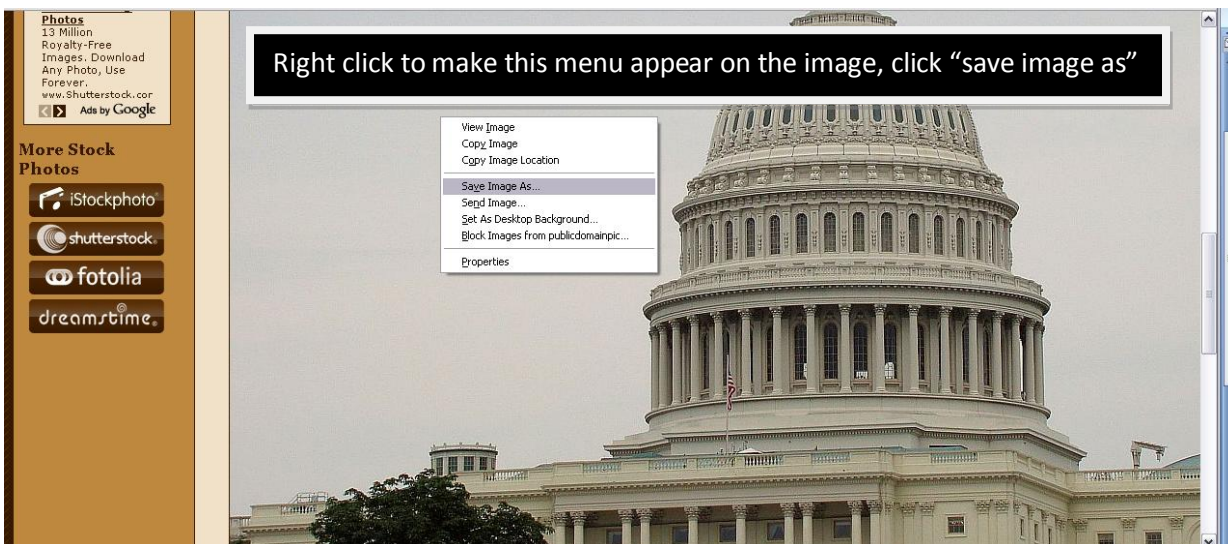 Photos
13 Million
Royalty-Free
Images. Download
Any Photo, Use
Forever.
www.Shutterstock.cor
Ads by Google
More Stock
Photos
iStockphoto
shutterstock.
fotolia
dreamstime.
Right click to make this menu appear on the image, click “save image as”
View Image
Copy Image
Copy Image Location
Save Image As...
Send Image...
Set As Desktop Background...
Block Images from publicdomainpic...
Properties